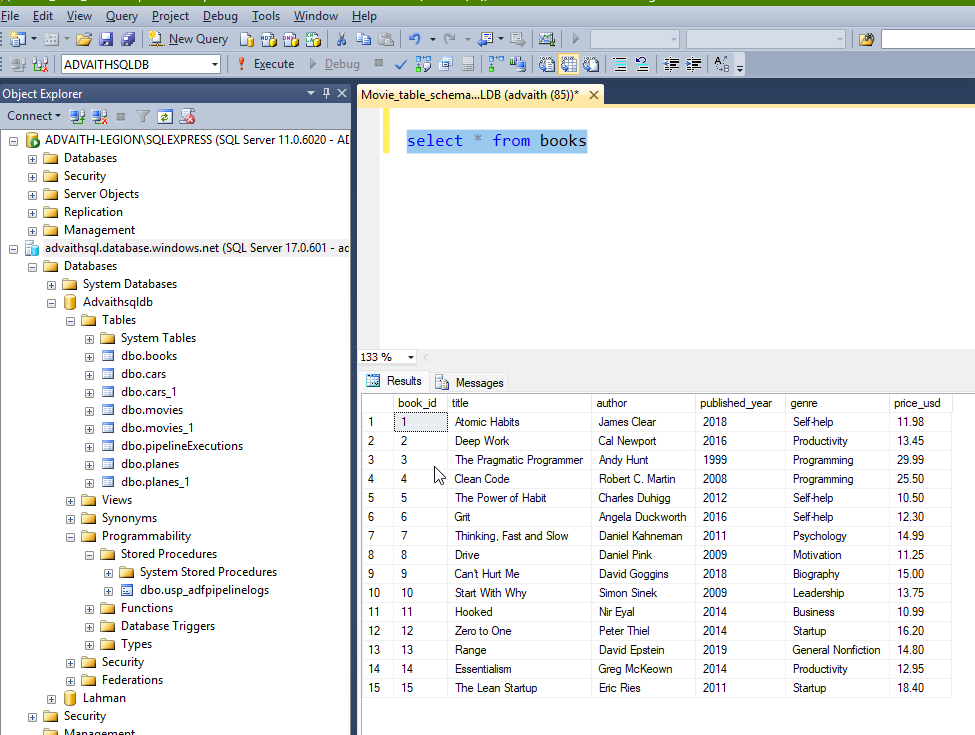 File Edit View Query Project Debug Tools Window Help
New Query
ADVAITHSQLDB Execute Debug
Object Explorer
Connect
ADVAITH-LEGION\SQLEXPRESS (SQL Server 11.0.6020 - AD
Databases
Security
Server Objects
Replication
Management
advaithsql.database.windows.net (SQL Server 17.0.601 - ad
Databases
System Databases
Advaithsqldb
Tables
System Tables
dbo.books
dbo.cars
dbo.cars_1
dbo.movies
dbo.movies_1
dbo.pipelineExecutions
dbo.planes
dbo.planes_1
Views
Synonyms
Programmability
Stored Procedures
System Stored Procedures
dbo.usp_adfpipelinelogs
Functions
Database Triggers
Types
Security
Federations
Lahman
Security
Management
Movie_table_schema...LDB (advaith (85))*
select * from books
133 %
Results Messages
book_id title author published_year genre price_usd
1 1 Atomic Habits James Clear 2018 Self-help 11.98
2 2 Deep Work Cal Newport 2016 Productivity 13.45
3 3 The Pragmatic Programmer Andy Hunt 1999 Programming 29.99
4 4 Clean Code Robert C. Martin 2008 Programming 25.50
5 5 The Power of Habit Charles Duhigg 2012 Self-help 10.50
6 6 Grit Angela Duckworth 2016 Self-help 12.30
7 7 Thinking, Fast and Slow Daniel Kahneman 2011 Psychology 14.99
8 8 Drive Daniel Pink 2009 Motivation 11.25
9 9 Can't Hurt Me David Goggins 2018 Biography 15.00
10 10 Start With Why Simon Sinek 2009 Leadership 13.75
11 11 Hooked Nir Eyal 2014 Business 10.99
12 12 Zero to One Peter Thiel 2014 Startup 16.20
13 13 Range David Epstein 2019 General Nonfiction 14.80
14 14 Essentialism Greg McKeown 2014 Productivity 12.95
15 15 The Lean Startup Eric Ries 2011 Startup 18.40